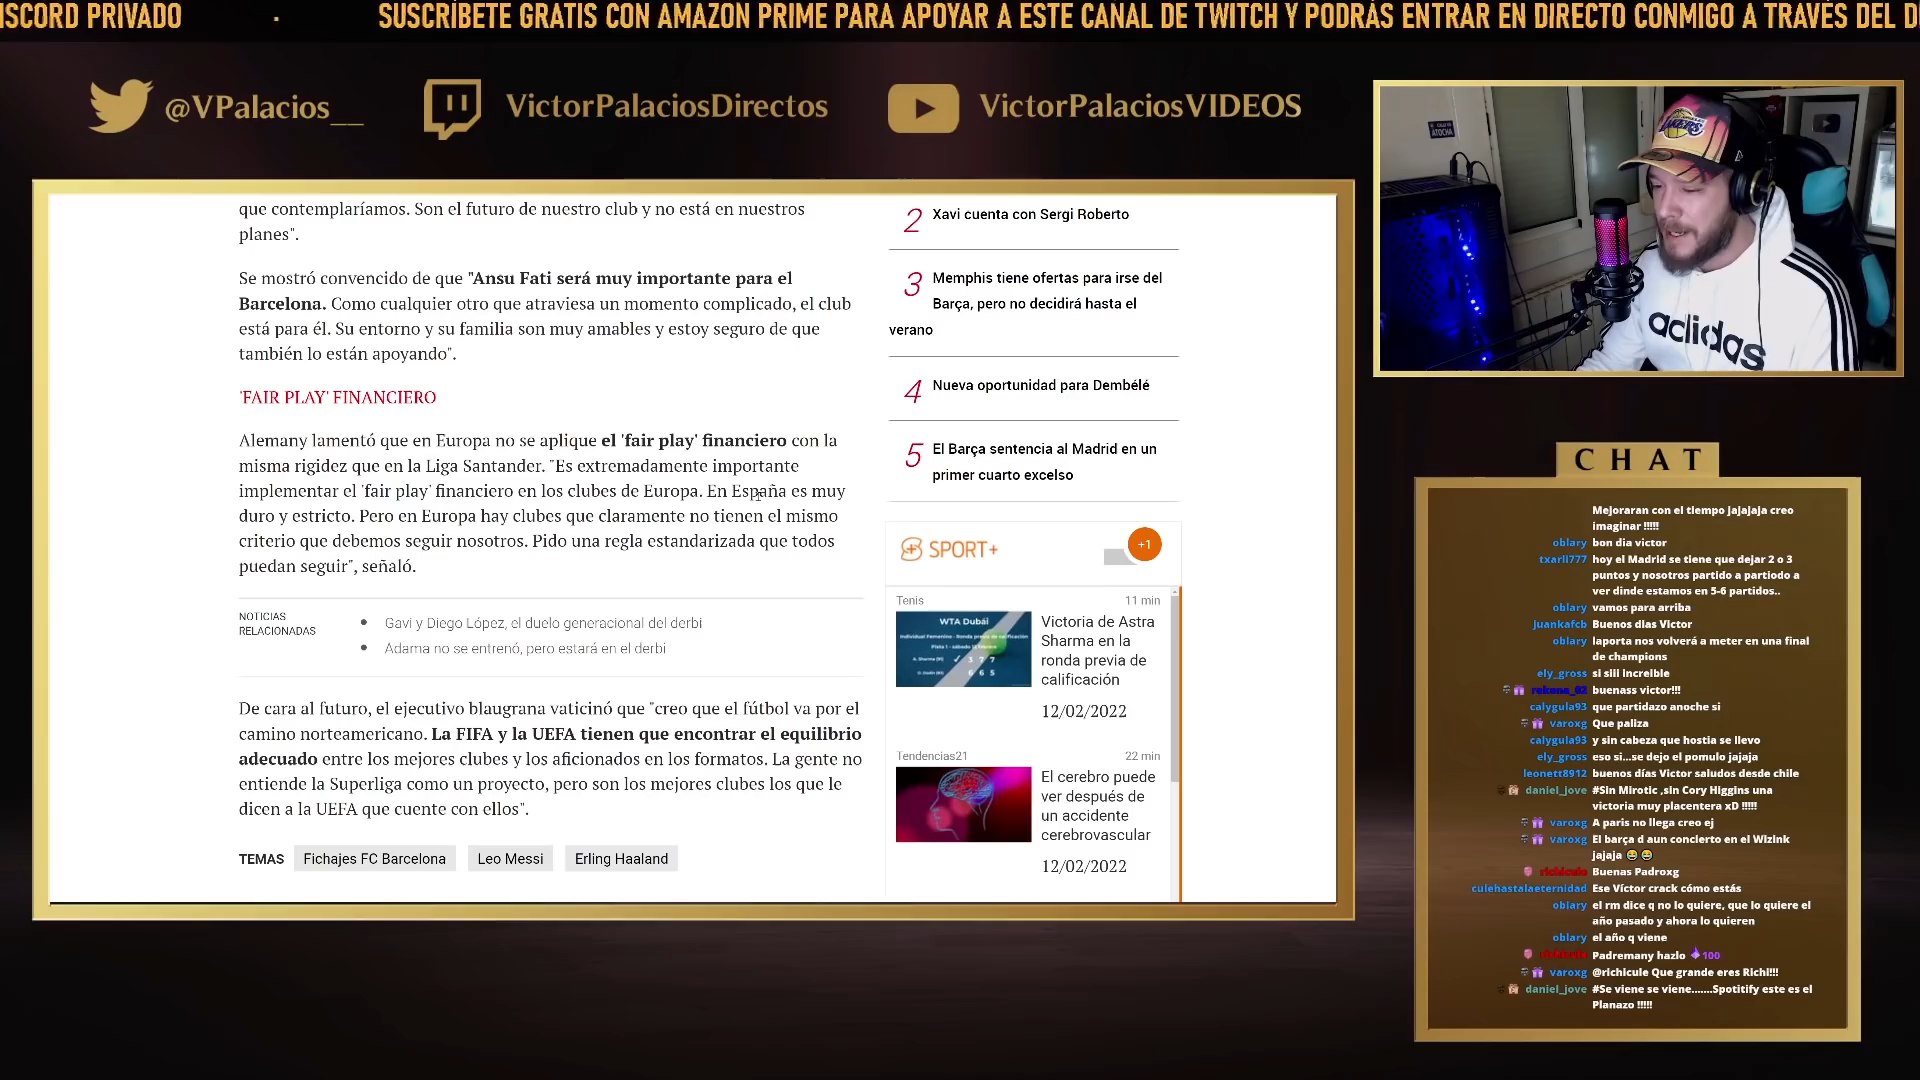 ISCORD PRIVADO · SUSCRÍBETE GRATIS CON AMAZON PRIME PARA APOYAR A ESTE CANAL DE TWITCH Y PODRÁS ENTRAR EN DIRECTO CONMIGO A TRAVÉS DEL D
@VPalacios__
VictorPalaciosDirectos
VictorPalaciosVIDEOS
CALLE DE
ATOCHA
LAKERS
adidas
que contemplaríamos. Son el futuro de nuestro club y no está en nuestros
planes".
Se mostró convencido de que "Ansu Fati será muy importante para el
Barcelona. Como cualquier otro que atraviesa un momento complicado, el club
está para él. Su entorno y su familia son muy amables y estoy seguro de que
también lo están apoyando".
'FAIR PLAY' FINANCIERO
Alemany lamentó que en Europa no se aplique el 'fair play' financiero con la
misma rigidez que en la Liga Santander. "Es extremadamente importante
implementar el 'fair play' financiero en los clubes de Europa. En España es muy
duro y estricto. Pero en Europa hay clubes que claramente no tienen el mismo
criterio que debemos seguir nosotros. Pido una regla estandarizada que todos
puedan seguir", señaló.
NOTICIAS
RELACIONADAS
Gavi y Diego López, el duelo generacional del derbi
Adama no se entrenó, pero estará en el derbi
De cara al futuro, el ejecutivo blaugrana vaticinó que "creo que el fútbol va por el
camino norteamericano. La FIFA y la UEFA tienen que encontrar el equilibrio
adecuado entre los mejores clubes y los aficionados en los formatos. La gente no
entiende la Superliga como un proyecto, pero son los mejores clubes los que le
dicen a la UEFA que cuente con ellos".
TEMAS Fichajes FC Barcelona Leo Messi Erling Haaland
2 Xavi cuenta con Sergi Roberto
3 Memphis tiene ofertas para irse del
Barça, pero no decidirá hasta el
verano
4 Nueva oportunidad para Dembélé
5 El Barça sentencia al Madrid en un
primer cuarto excelso
SPORT+ +1
Tenis 11 min
WTA Dubái
Victoria de Astra
Sharma en la
ronda previa de
calificación
12/02/2022
Tendencias21 22 min
El cerebro puede
ver después de
un accidente
cerebrovascular
12/02/2022
CHAT
Mejoraran con el tiempo jajajaja creo
imaginar !!!!!
oblary bon dia victor
txarli777 hoy el Madrid se tiene que dejar 2 o 3
puntos y nosotros partido a partiodo a
ver dinde estamos en 5-6 partidos..
oblary vamos para arriba
juankafcb Buenos dias Victor
oblary laporta nos volverá a meter en una final
de champions
ely_gross si siii increible
rekena_02 buenass victor!!!
calygula93 que partidazo anoche si
varoxg Que paliza
calygula93 y sin cabeza que hostia se llevo
ely_gross eso si...se dejo el pomulo jajaja
leonett8912 buenos días Victor saludos desde chile
daniel_jove #Sin Mirotic ,sin Cory Higgins una
victoria muy placentera xD !!!!!
varoxg A paris no llega creo ej
varoxg El barça d aun concierto en el Wizink
jajaja 😂 😂
richicule Buenas Padroxg
culehastalaeternidad Ese Víctor crack cómo estás
oblary el rm dice q no lo quiere, que lo quiere el
año pasado y ahora lo quieren
oblary el año q viene
richicule Padremany hazlo 100
varoxg @richicule Que grande eres Richi!!!
daniel_jove #Se viene se viene.......Spotitify este es el
Planazo !!!!!